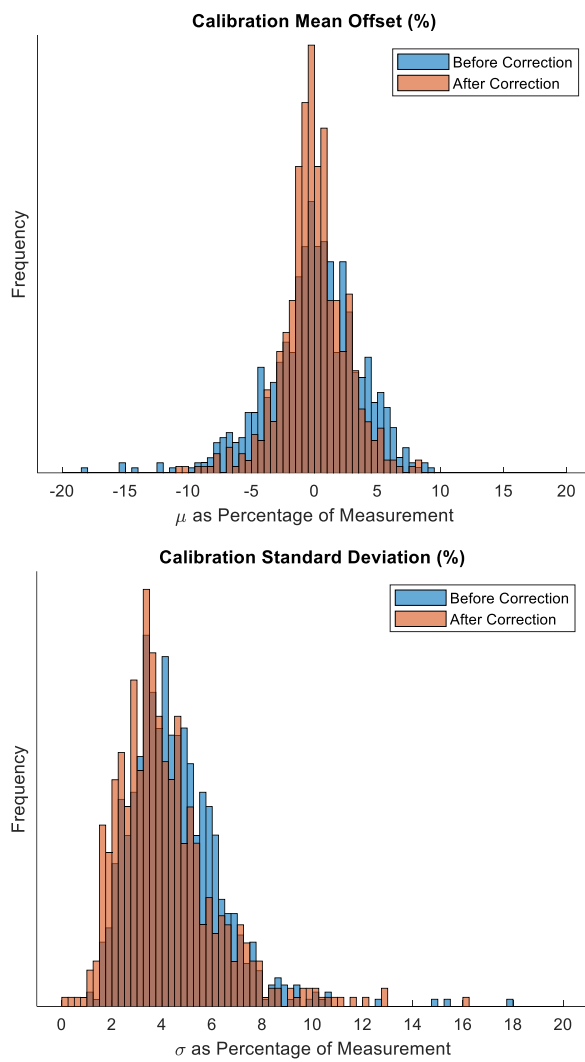 Calibration Mean Offset (%)
Before Correction
After Correction
Frequency
-20 -15 -10 -5 0 5 10 15 20
μ as Percentage of Measurement
Calibration Standard Deviation (%)
Before Correction
After Correction
Frequency
0 2 4 6 8 10 12 14 16 18 20
σ as Percentage of Measurement